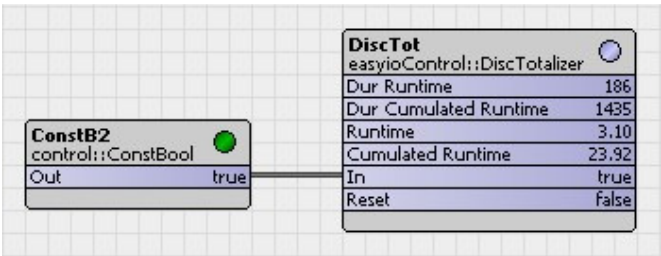 ConstB2
control::ConstBool
Out true
DiscTot
easyioControl::DiscTotalizer
Dur Runtime 186
Dur Cumulated Runtime 1435
Runtime 3.10
Cumulated Runtime 23.92
In true
Reset false